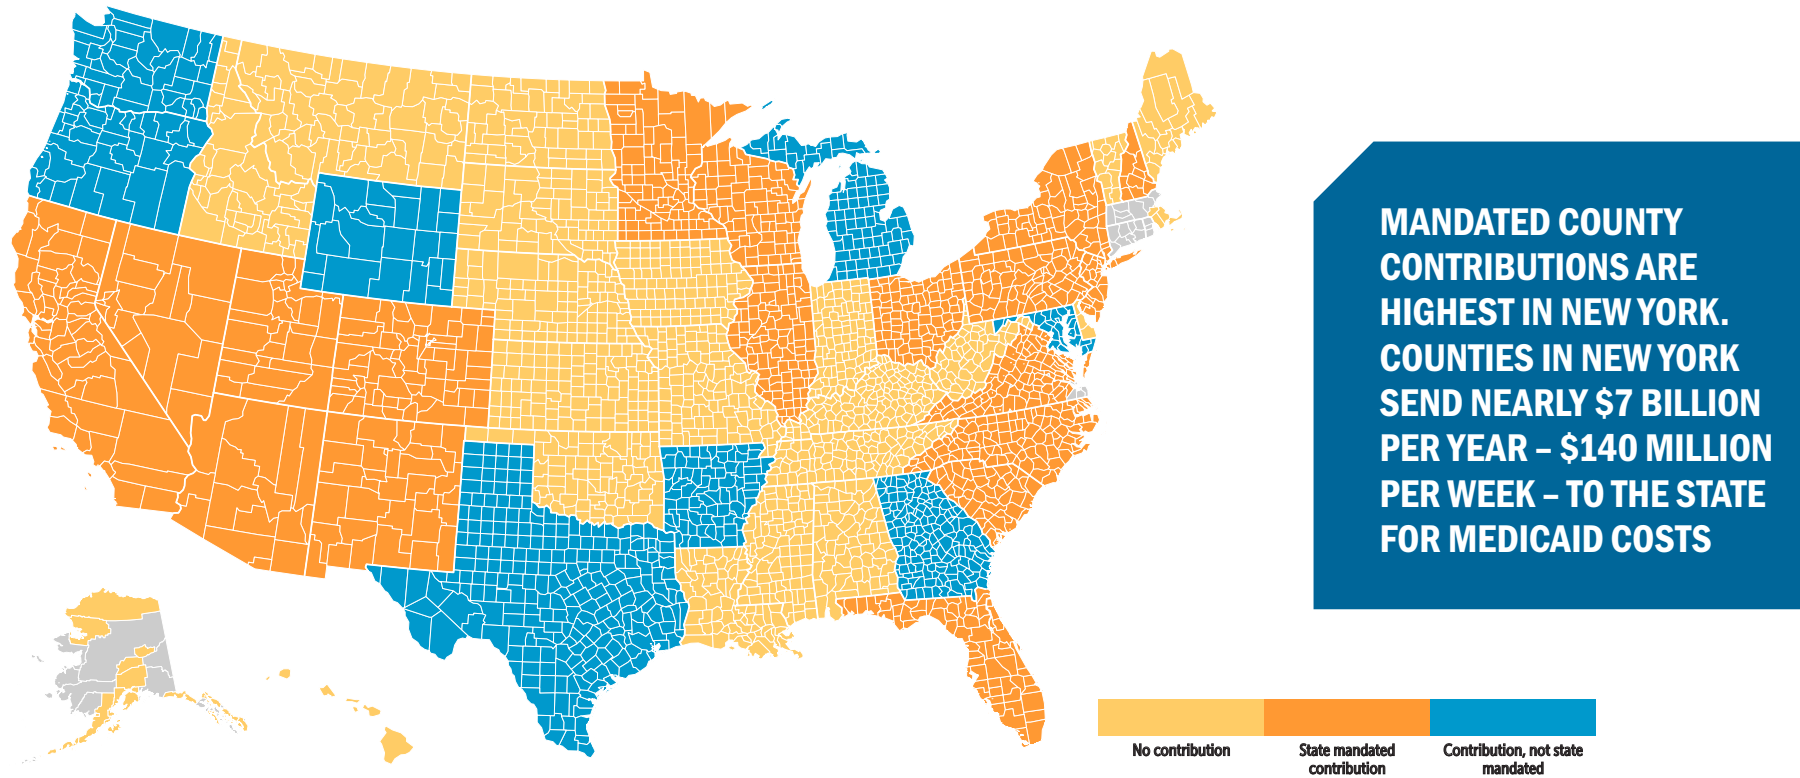 MANDATED COUNTY
CONTRIBUTIONS ARE
HIGHEST IN NEW YORK.
COUNTIES IN NEW YORK
SEND NEARLY $7 BILLION
PER YEAR – $140 MILLION
PER WEEK – TO THE STATE
FOR MEDICAID COSTS
No contribution
State mandated
contribution
Contribution, not state
mandated